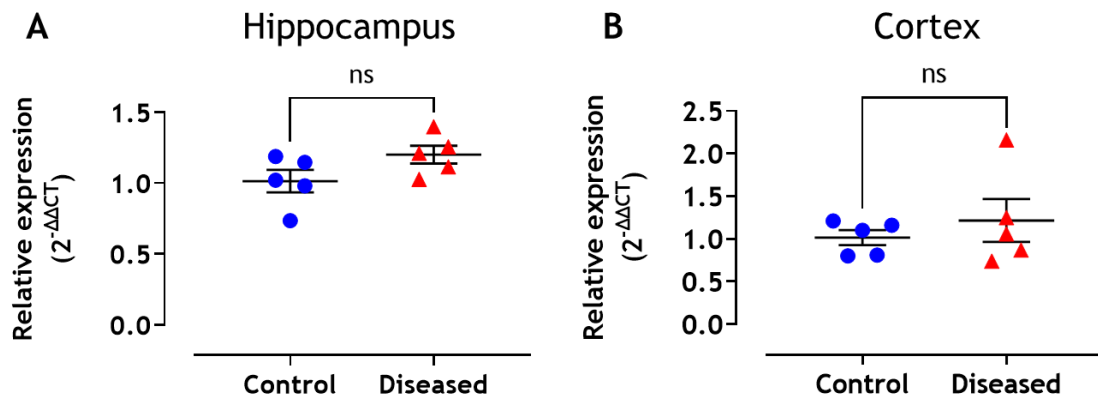 A
Hippocampus
ns
Relative expression
(2-ΔΔCT)
1.5
1.0
0.5
0.0
Control
Diseased
B
Cortex
ns
Relative expression
(2-ΔΔCT)
2.5
2.0
1.5
1.0
0.5
0.0
Control
Diseased